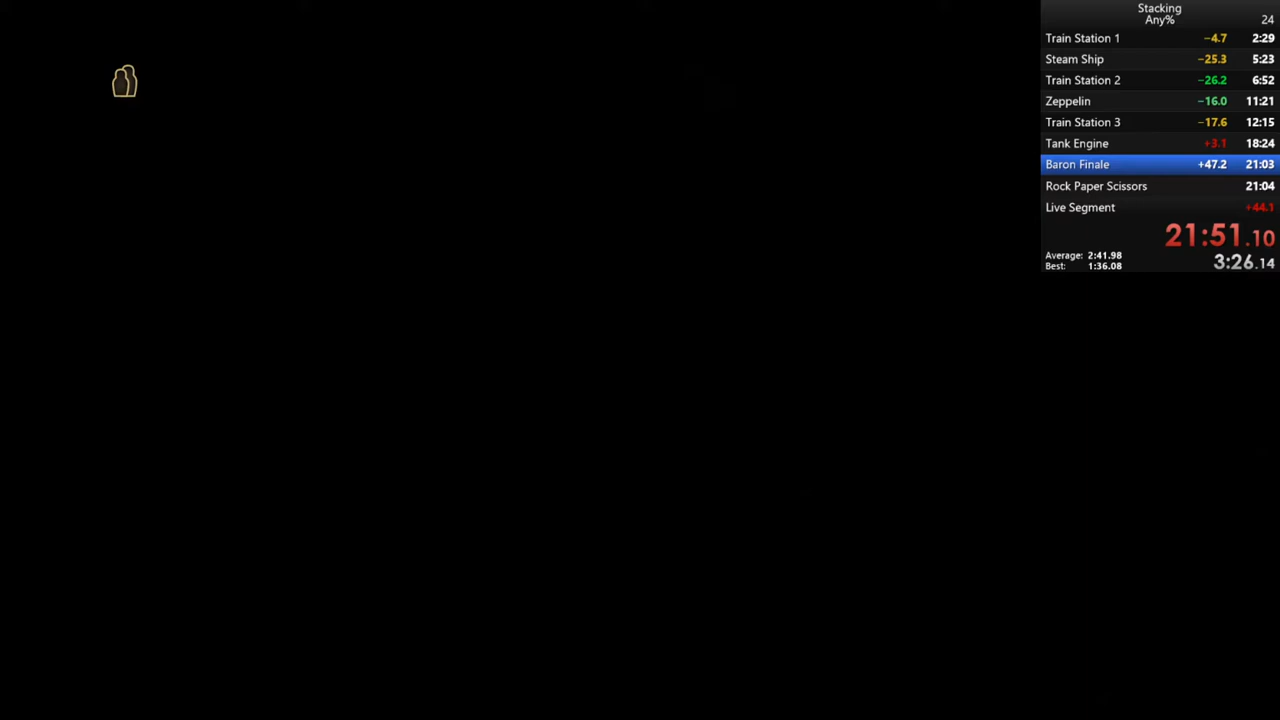 Stacking
Any% 24
Train Station 1 −4.7 2:29
Steam Ship −25.3 5:23
Train Station 2 −26.2 6:52
Zeppelin −16.0 11:21
Train Station 3 −17.6 12:15
Tank Engine +3.1 18:24
Baron Finale +47.2 21:03
Rock Paper Scissors 21:04
Live Segment +44.1
21:51.10
Average: 2:41.98
Best: 1:36.08
3:26.14